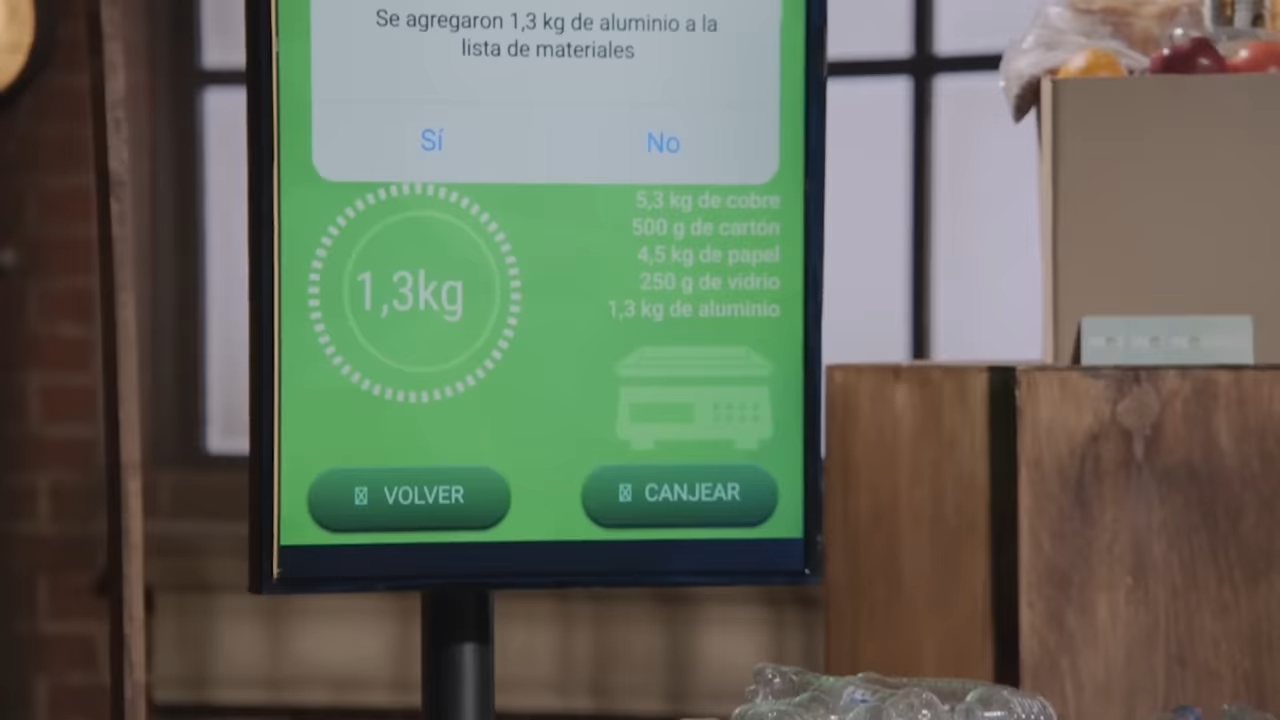 Se agregaron 1,3 kg de aluminio a la
lista de materiales
Sí No
5,3 kg de cobre
500 g de cartón
4,5 kg de papel
250 g de vidrio
1,3 kg de aluminio
1,3kg
VOLVER CANJEAR